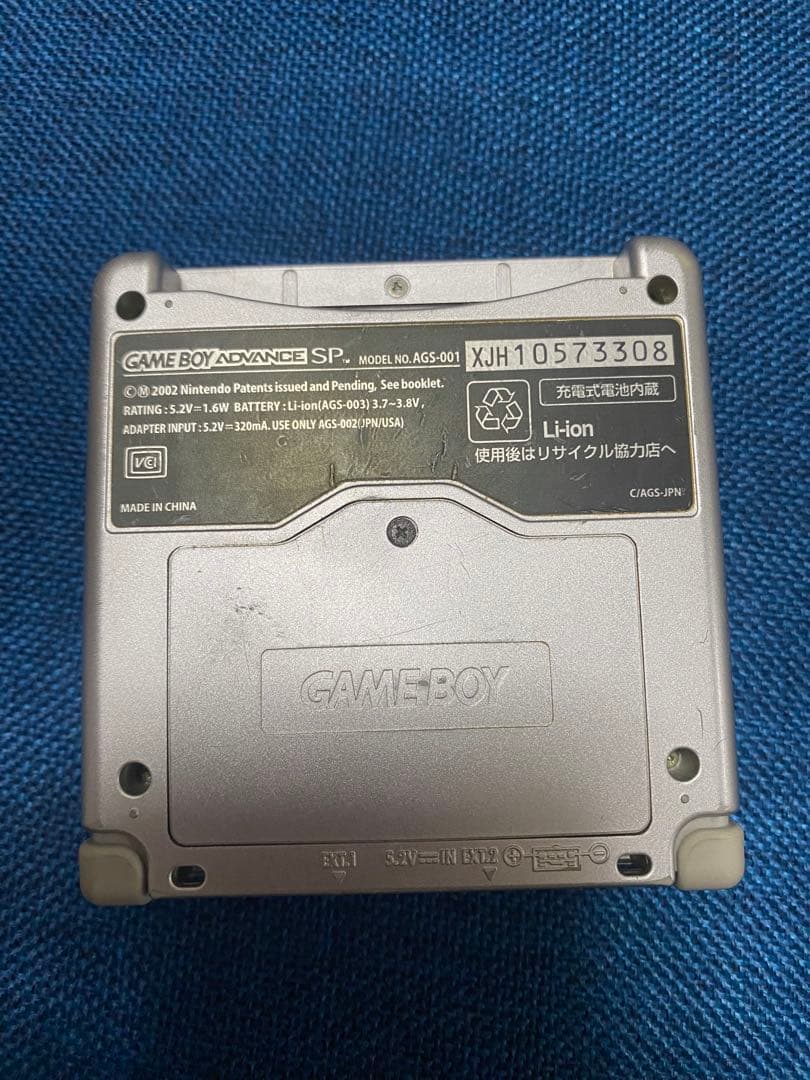 GAME BOY ADVANCE SP™ MODEL NO. AGS-001 XJH10573308
©Ⓜ 2002 Nintendo Patents issued and Pending, See booklet.
RATING : 5.2V⎓1.6W BATTERY : Li-ion(AGS-003) 3.7~3.8V,
ADAPTER INPUT : 5.2V⎓320mA. USE ONLY AGS-002(JPN/USA)
VCI
MADE IN CHINA
充電式電池内蔵
Li-ion
使用後はリサイクル協力店へ
C/AGS-JPN
GAME BOY
EXT.1 5.2V⎓IN EXT.2